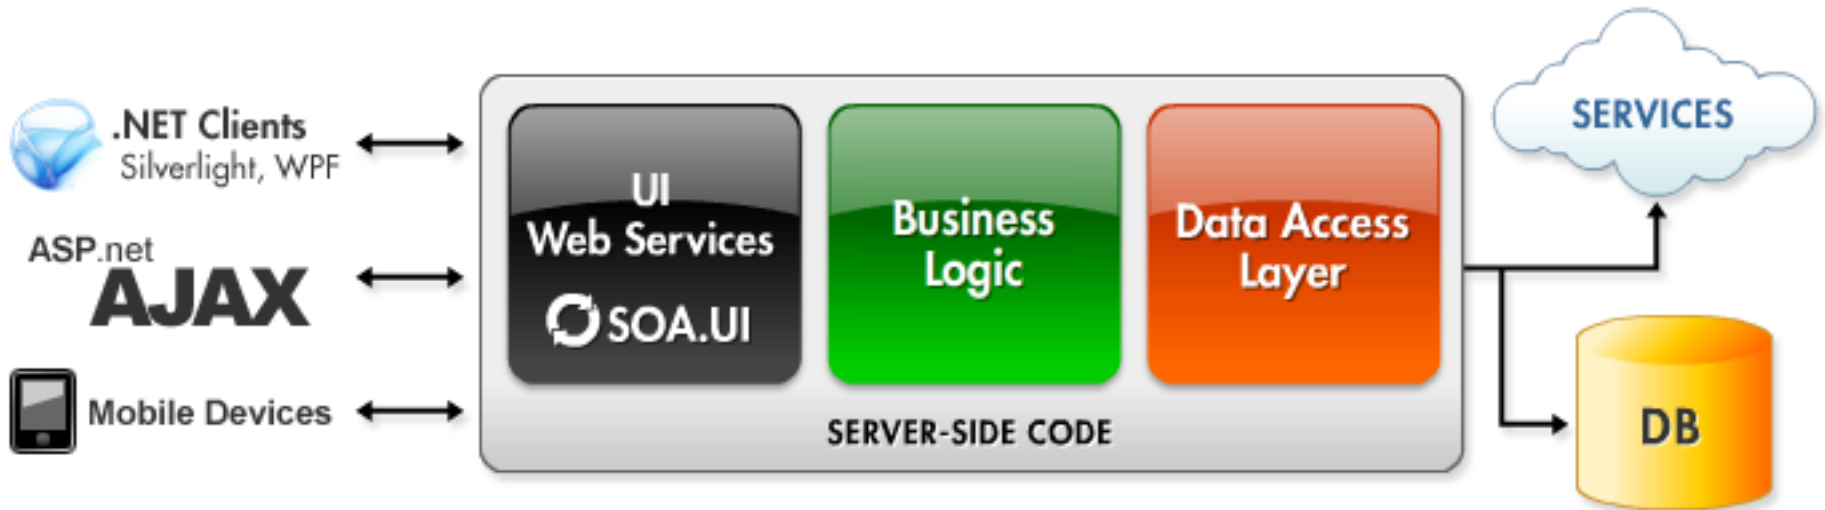 .NET Clients
Silverlight, WPF
ASP.net
AJAX
Mobile Devices
UI
Web Services
SOA.UI
Business
Logic
Data Access
Layer
SERVER-SIDE CODE
SERVICES
DB